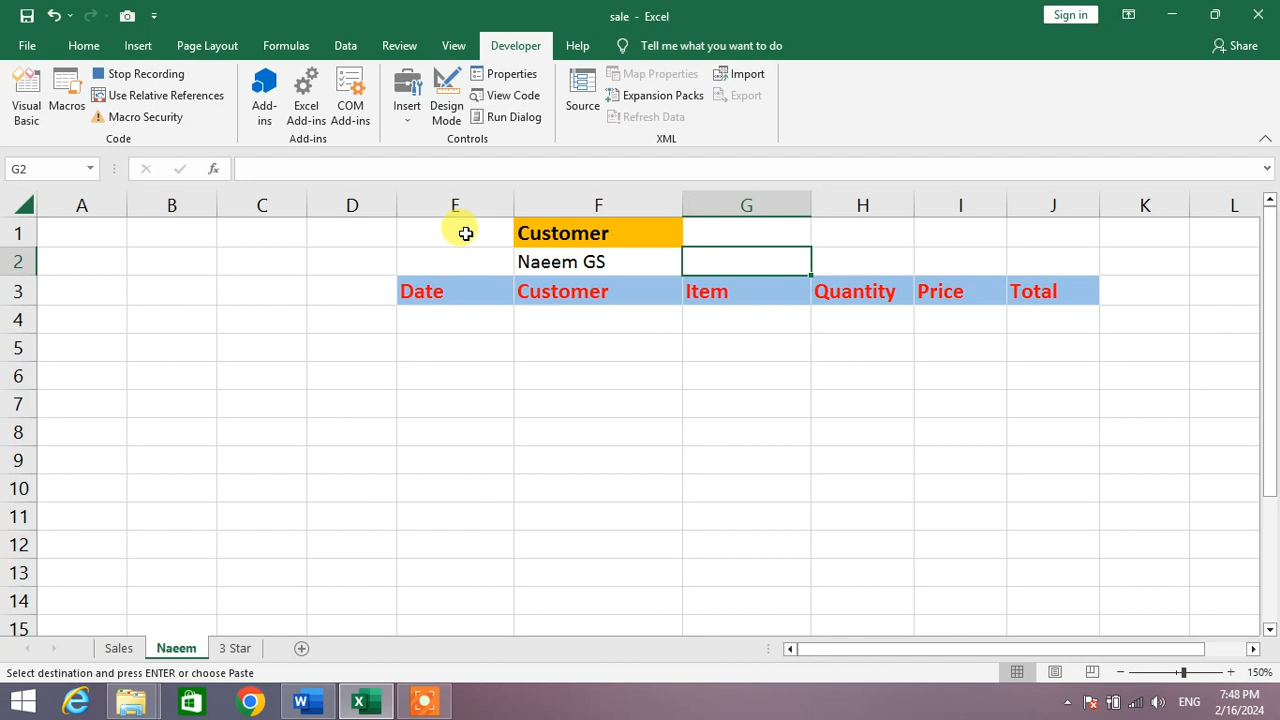 sale - Excel
Sign in
File Home Insert Page Layout Formulas Data Review View Developer Help Tell me what you want to do Share
Visual Basic
Macros
Stop Recording
Use Relative References
Macro Security
Code
Add-ins
Excel Add-ins
COM Add-ins
Add-ins
Insert
Design Mode
Properties
View Code
Run Dialog
Controls
Source
Map Properties
Expansion Packs
Refresh Data
Import
Export
XML
G2
fx
A B C D E F G H I J K L
1 Customer
2 Naeem GS
3 Date Customer Item Quantity Price Total
4
5
6
7
8
9
10
11
12
13
14
15
Sales Naeem 3 Star
Select destination and press ENTER or choose Paste
150%
ENG
7:48 PM
2/16/2024